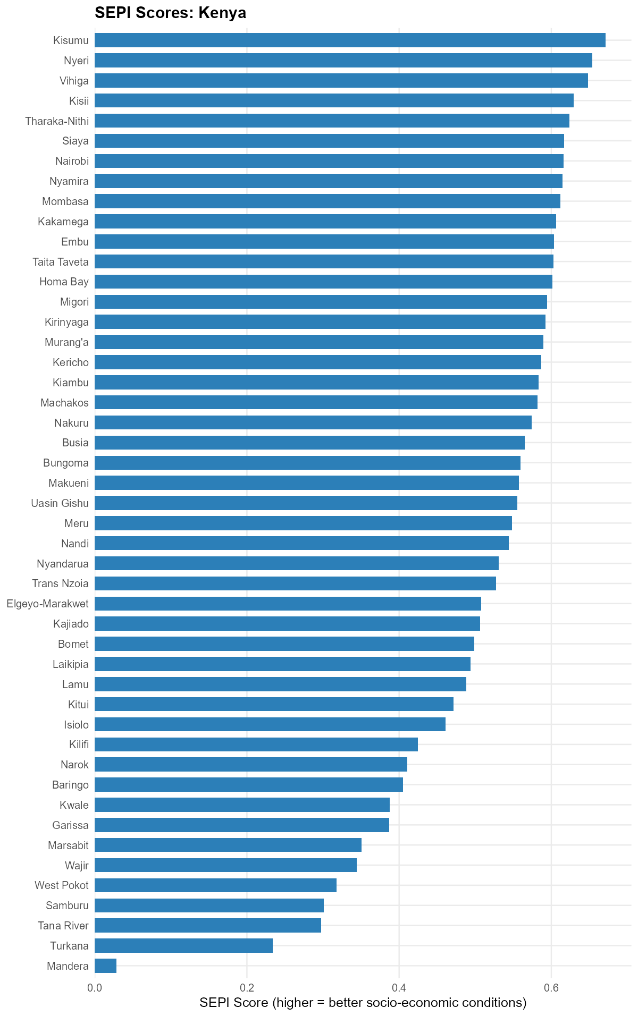 SEPI Scores: Kenya
Kisumu
Nyeri
Vihiga
Kisii
Tharaka-Nithi
Siaya
Nairobi
Nyamira
Mombasa
Kakamega
Embu
Taita Taveta
Homa Bay
Migori
Kirinyaga
Murang'a
Kericho
Kiambu
Machakos
Nakuru
Busia
Bungoma
Makueni
Uasin Gishu
Meru
Nandi
Nyandarua
Trans Nzoia
Elgeyo-Marakwet
Kajiado
Bomet
Laikipia
Lamu
Kitui
Isiolo
Kilifi
Narok
Baringo
Kwale
Garissa
Marsabit
Wajir
West Pokot
Samburu
Tana River
Turkana
Mandera
0.0 0.2 0.4 0.6
SEPI Score (higher = better socio-economic conditions)